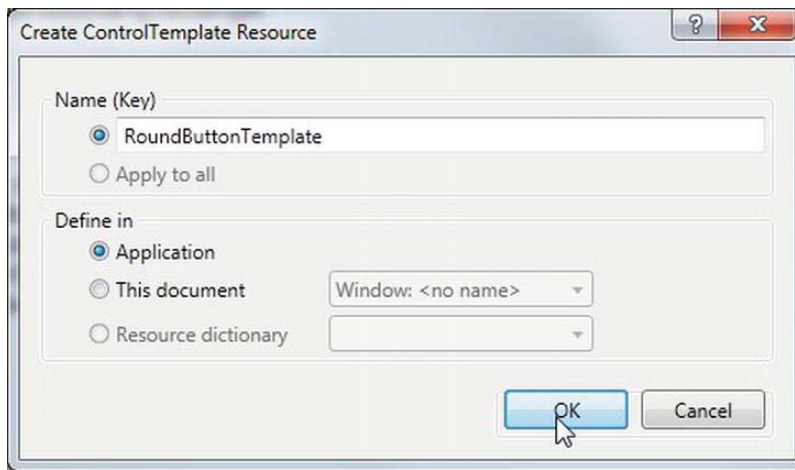 Create ControlTemplate Resource
?
Name (Key)
RoundButtonTemplate
Apply to all
Define in
Application
This document Window: <no name>
Resource dictionary
OK Cancel